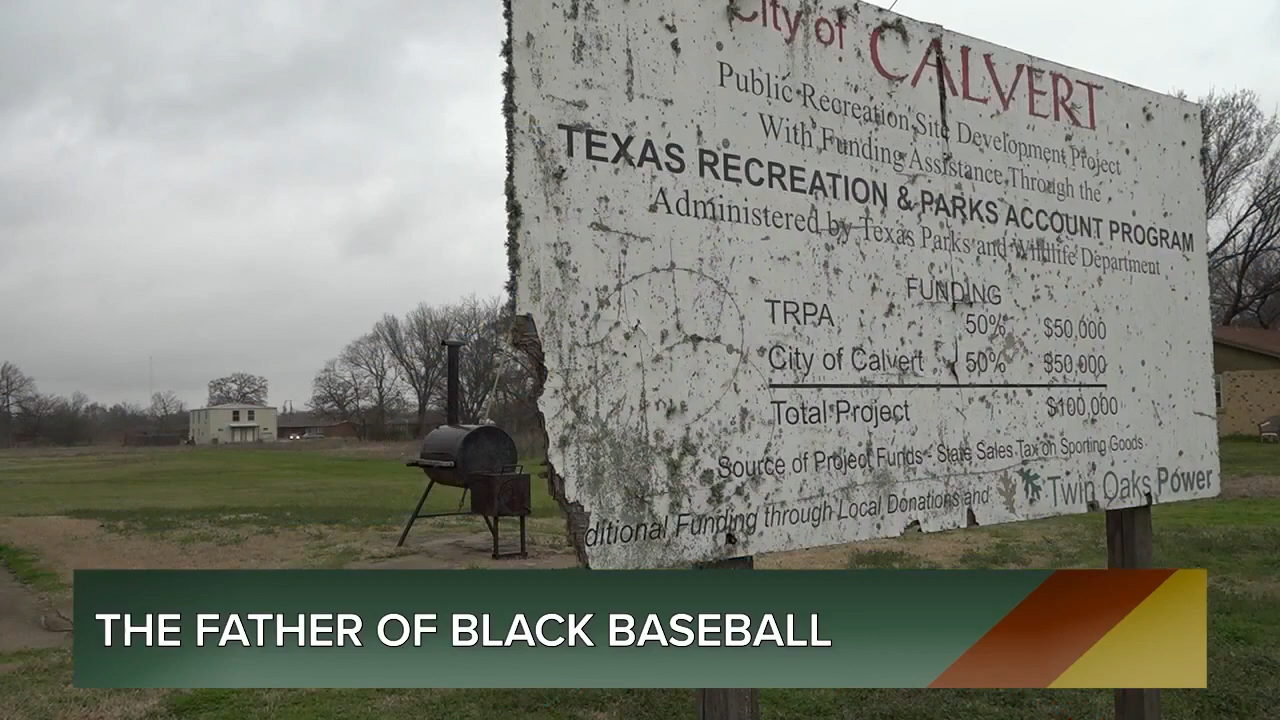 City of CALVERT
Public Recreation Site Development Project
With Funding Assistance Through the
TEXAS RECREATION & PARKS ACCOUNT PROGRAM
Administered by Texas Parks and Wildlife Department
FUNDING
TRPA 50% $50,000
City of Calvert 50% $50,000
Total Project $100,000
Source of Project Funds - State Sales Tax on Sporting Goods
ditional Funding through Local Donations and Twin Oaks Power
THE FATHER OF BLACK BASEBALL